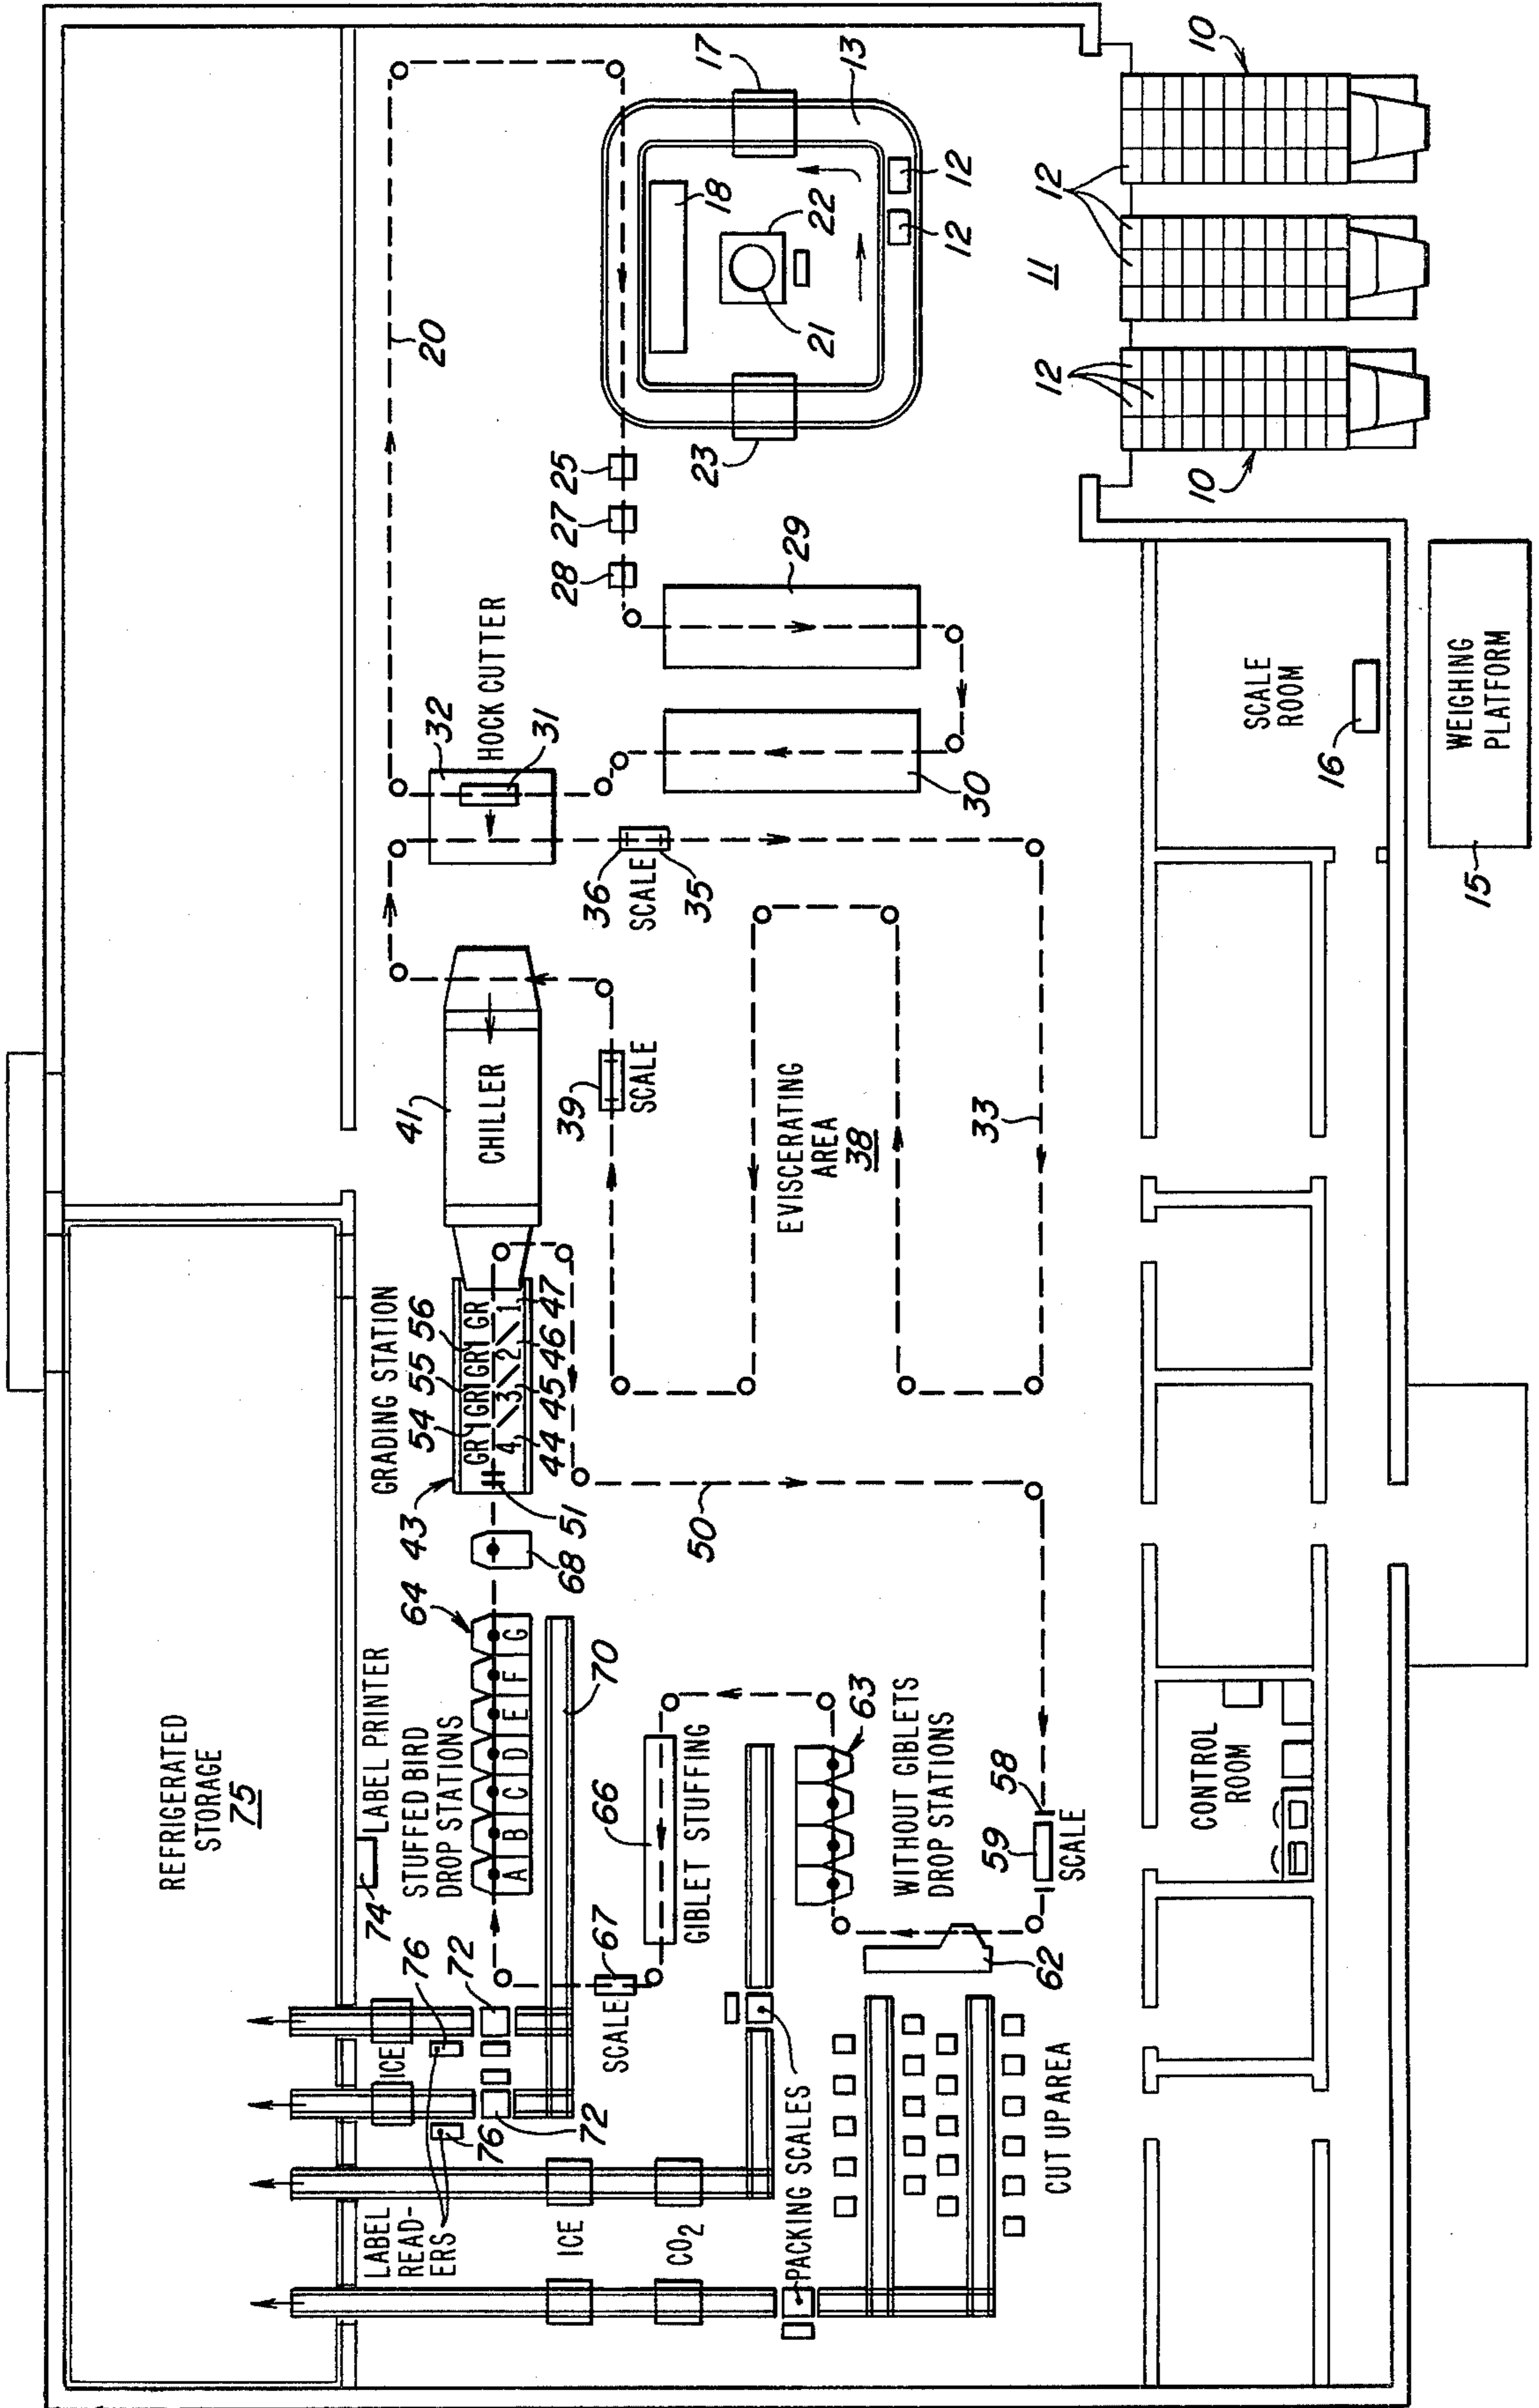 REFRIGERATED
STORAGE
75
LABEL
READ-
ERS
76
76
ICE
72
72
74
LABEL PRINTER
STUFFED BIRD
DROP STATIONS
64
A B C D E F G
70
68
GRADING STATION
43
54 55 56
GR GR GR GR
4 3 2 1
44 45 46 47
51
41
CHILLER
32
HOCK CUTTER
31
20
ICE
CO2
SCALE
67
66
GIBLET STUFFING
50
39
SCALE
36
SCALE
35
28 27 25
23
18
21
22
17
13
12
12
PACKING SCALES
63
WITHOUT GIBLETS
DROP STATIONS
EVISCERATING
AREA
38
30
29
CUT UP AREA
62
59
58
SCALE
33
11
12
12
10
10
CONTROL
ROOM
SCALE
ROOM
16
15
WEIGHING
PLATFORM